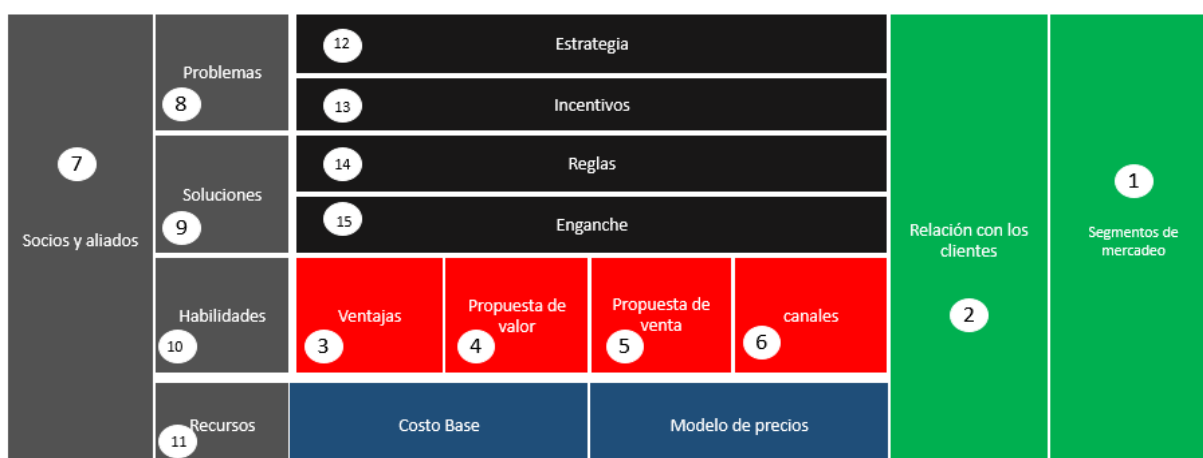 12
Estrategia
Problemas
8
13
Incentivos
7
Socios y aliados
14
Reglas
1
Segmentos de
mercadeo
Soluciones
9
15
Enganche
Relación con los
clientes
2
Habilidades
10
Ventajas
3
Propuesta de
valor
4
Propuesta de
venta
5
canales
6
Recursos
11
Costo Base
Modelo de precios